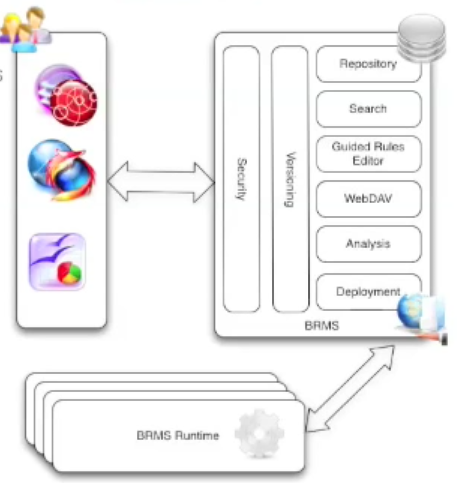 s
Repository
Search
Security
Versioning
Guided Rules
Editor
WebDAV
Analysis
Deployment
BRMS
BRMS Runtime